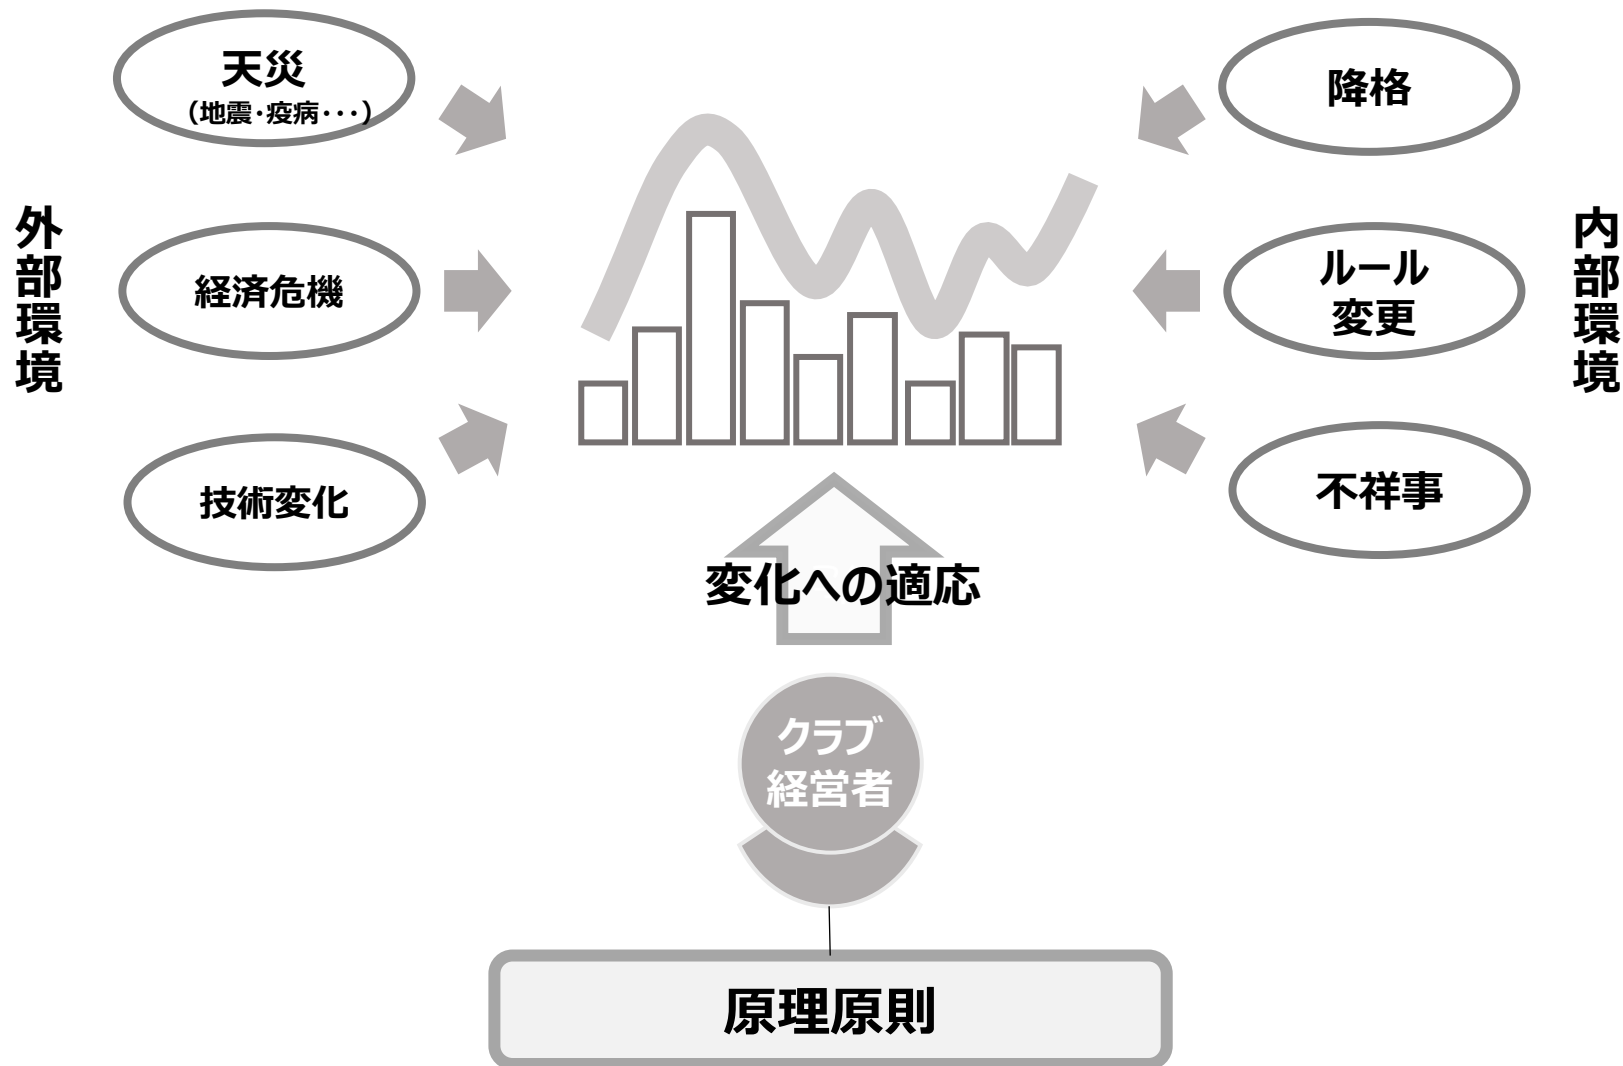 外部環境
天災
（地震・疫病・・・）
経済危機
技術変化
内部環境
降格
ルール
変更
不祥事
変化への適応
クラブ
経営者
原理原則